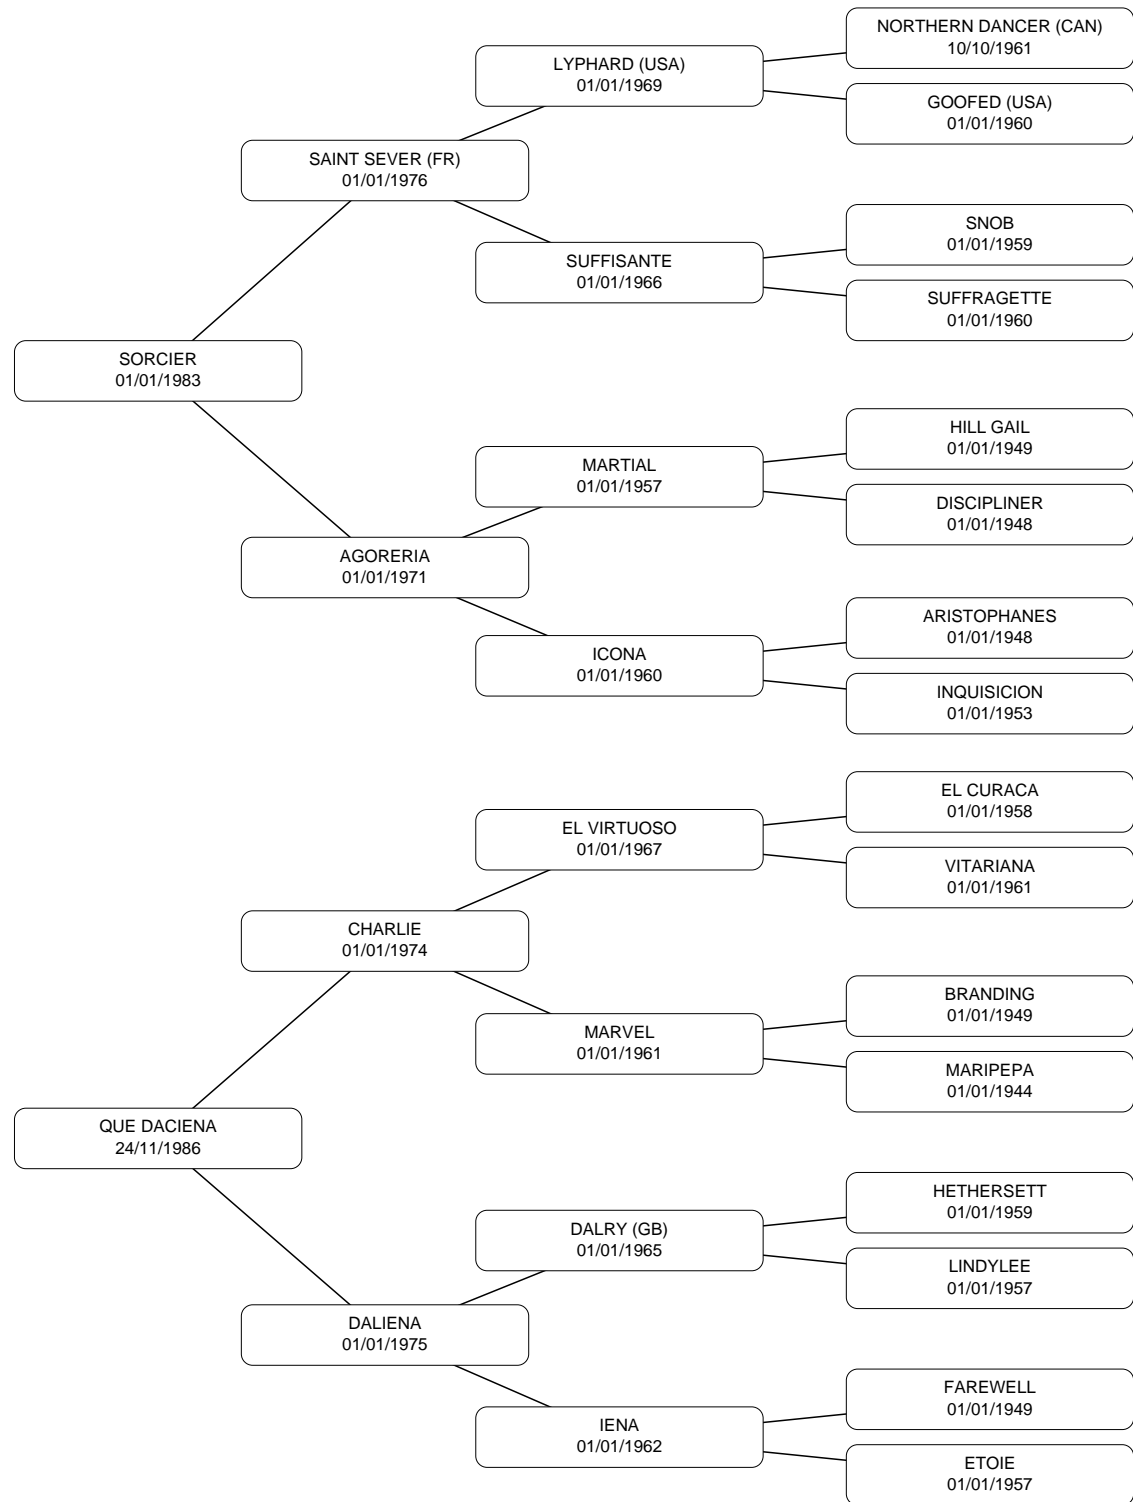 NORTHERN DANCER (CAN)
10/10/1961
LYPHARD (USA)
01/01/1969
GOOFED (USA)
01/01/1960
SAINT SEVER (FR)
01/01/1976
SNOB
01/01/1959
SUFFISANTE
01/01/1966
SUFFRAGETTE
01/01/1960
SORCIER
01/01/1983
HILL GAIL
01/01/1949
MARTIAL
01/01/1957
DISCIPLINER
01/01/1948
AGORERIA
01/01/1971
ARISTOPHANES
01/01/1948
ICONA
01/01/1960
INQUISICION
01/01/1953
EL CURACA
01/01/1958
EL VIRTUOSO
01/01/1967
VITARIANA
01/01/1961
CHARLIE
01/01/1974
BRANDING
01/01/1949
MARVEL
01/01/1961
MARIPEPA
01/01/1944
QUE DACIENA
24/11/1986
HETHERSETT
01/01/1959
DALRY (GB)
01/01/1965
LINDYLEE
01/01/1957
DALIENA
01/01/1975
FAREWELL
01/01/1949
IENA
01/01/1962
ETOIE
01/01/1957